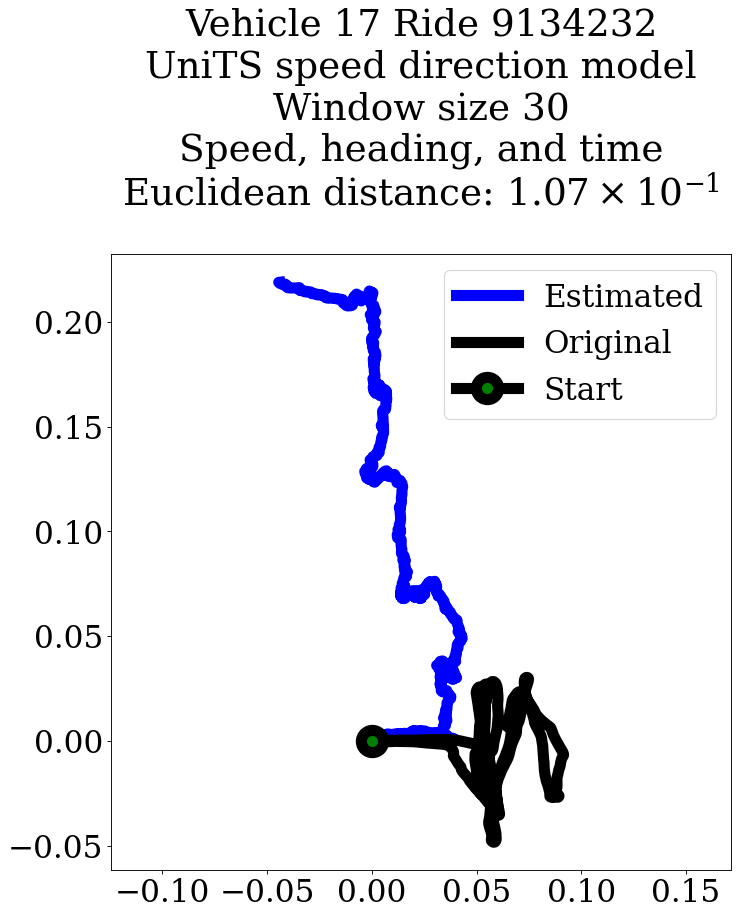 Vehicle 17 Ride 9134232
UniTS speed direction model
Window size 30
Speed, heading, and time
Euclidean distance: 1.07 × 10⁻¹
Estimated
Original
Start
0.20
0.15
0.10
0.05
0.00
−0.05
−0.10 −0.05 0.00 0.05 0.10 0.15